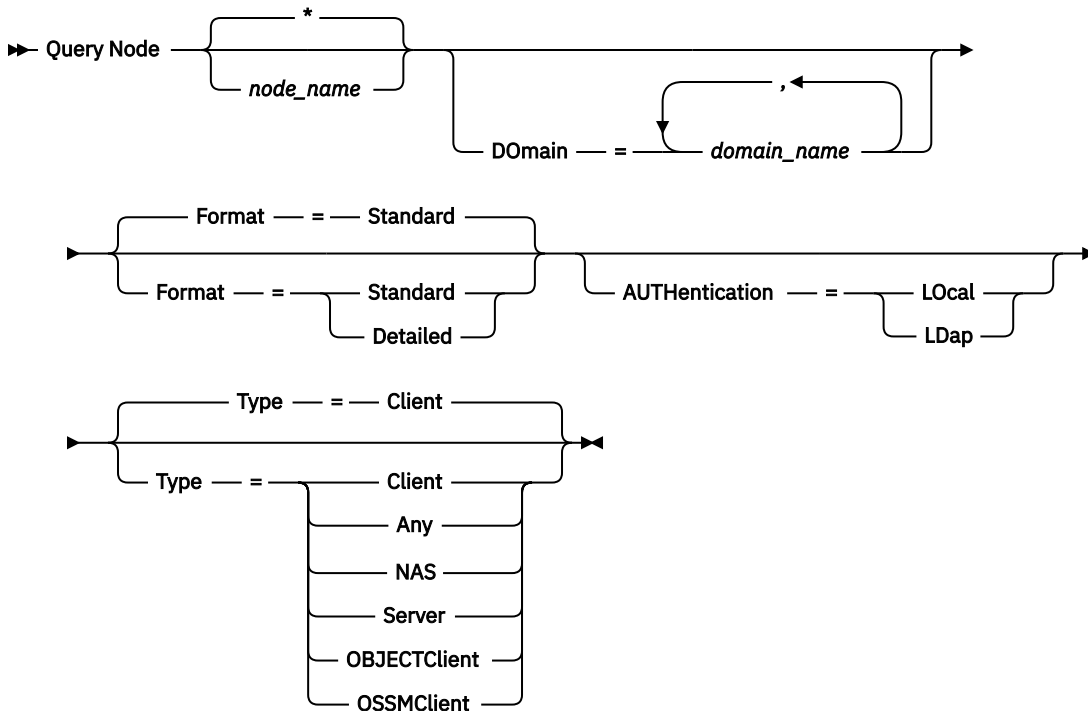 *
Query Node
node_name
,
DOmain = domain_name
Format = Standard
Format = Standard
Detailed
AUTHentication = LOcal
LDap
Type = Client
Type = Client
Any
NAS
Server
OBJECTClient
OSSMClient